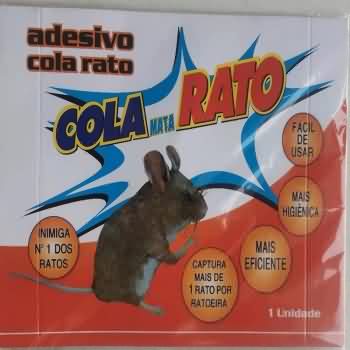 adesivo
cola rato
COLA MATA RATO
FACIL
DE
USAR
MAIS
HIGIÊNICA
INIMIGA
Nº 1 DOS
RATOS
MAIS
EFICIENTE
CAPTURA
MAIS DE
1 RATO POR
RATOEIRA
1 Unidade